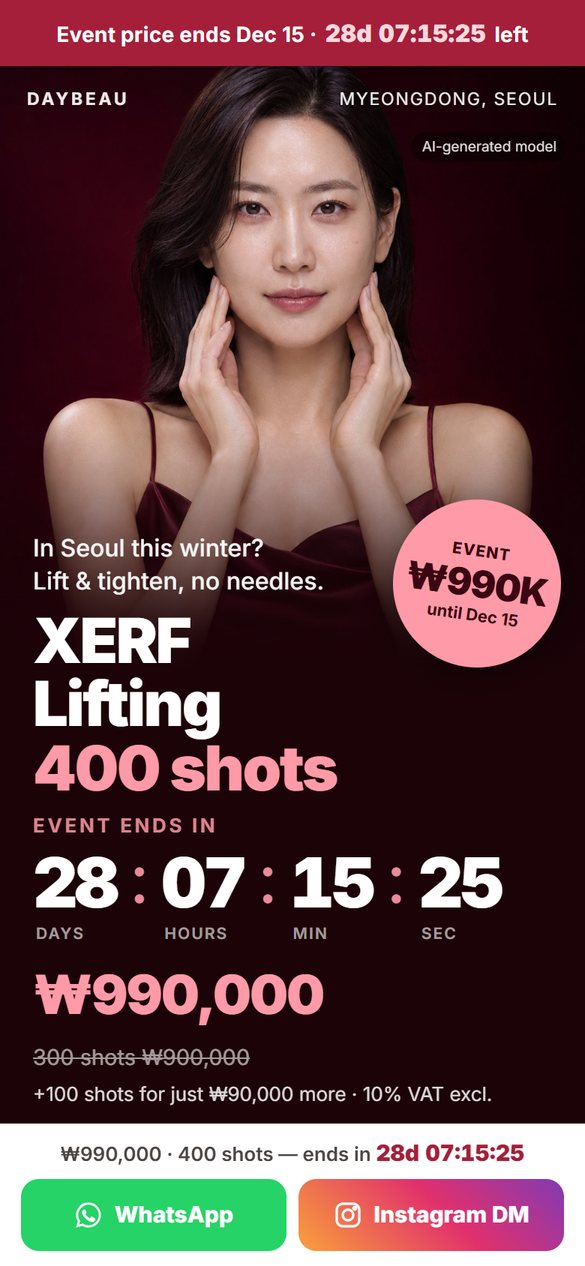 Event price ends Dec 15 · 28d 07:15:25 left
DAYBEAU
MYEONGDONG, SEOUL
AI-generated model
In Seoul this winter?
Lift & tighten, no needles.
EVENT
₩990K
until Dec 15
XERF
Lifting
400 shots
EVENT ENDS IN
28 : 07 : 15 : 25
DAYS HOURS MIN SEC
₩990,000
300 shots ₩900,000
+100 shots for just ₩90,000 more · 10% VAT excl.
₩990,000 · 400 shots — ends in 28d 07:15:25
WhatsApp
Instagram DM